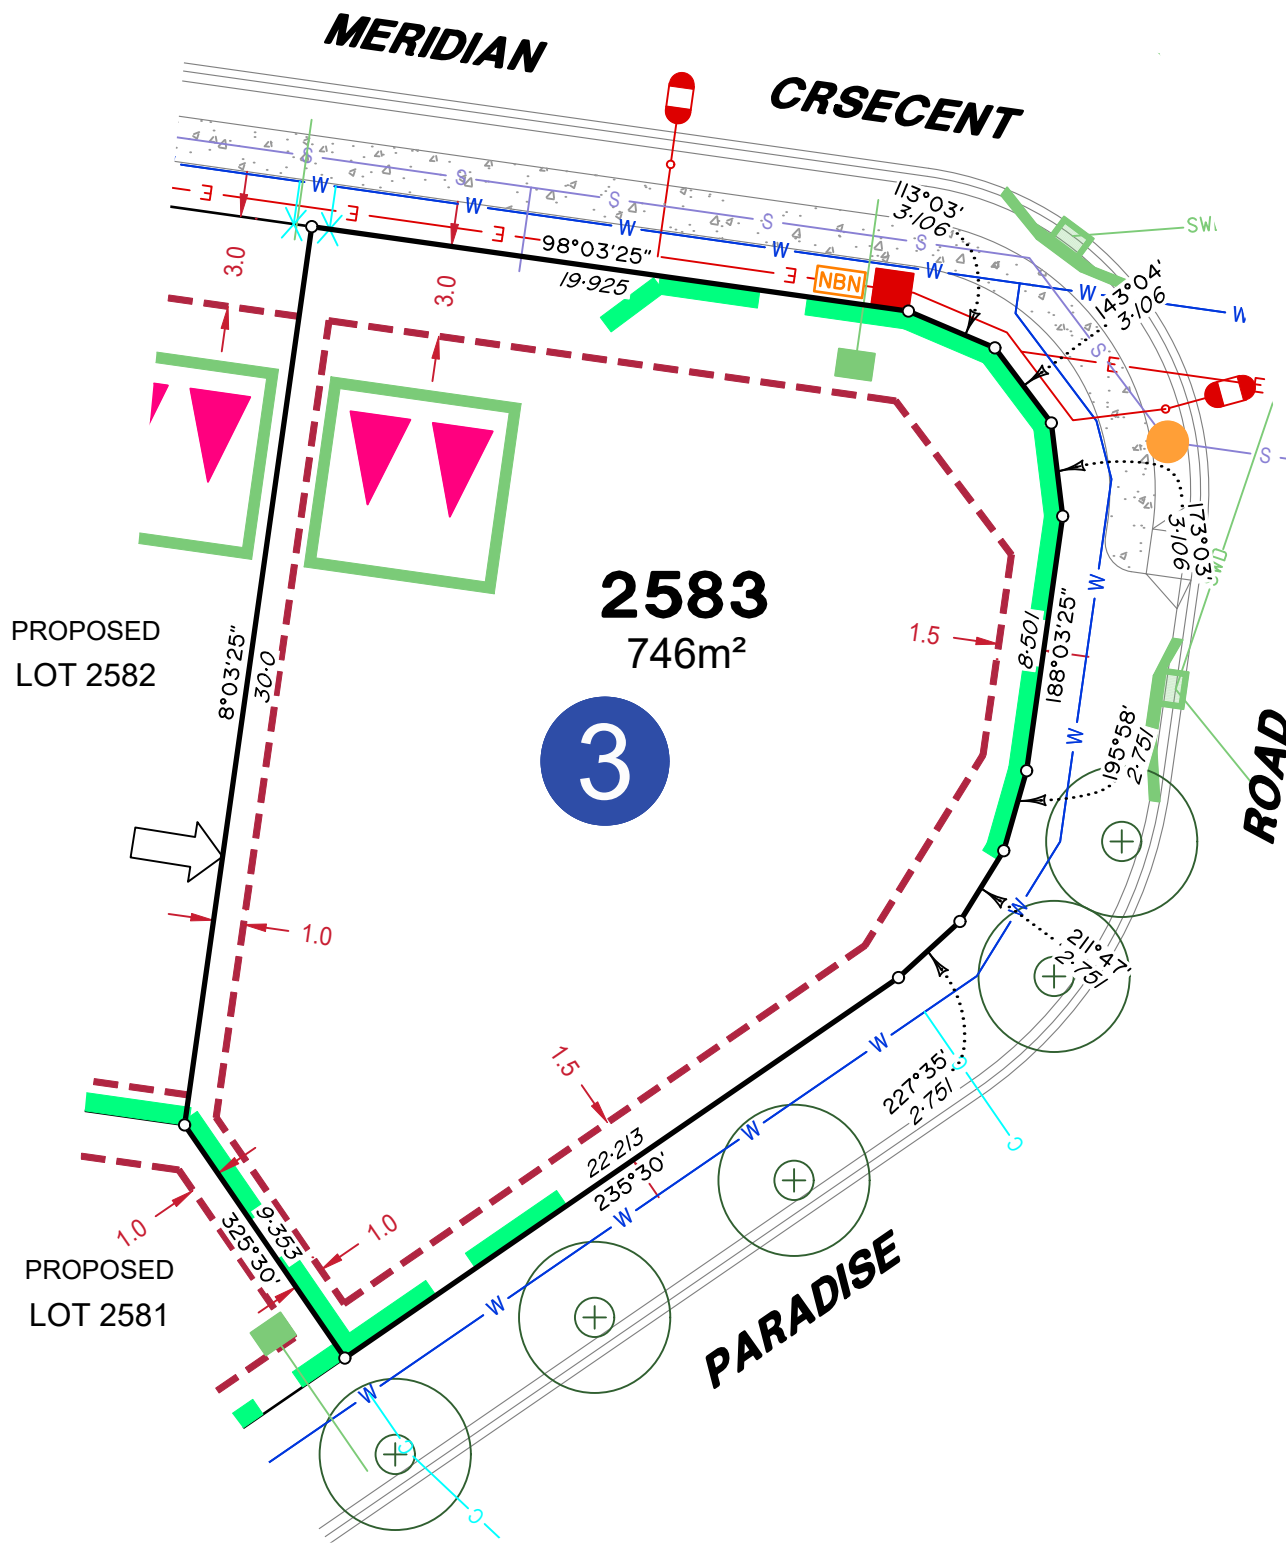 MERIDIAN
CRSECENT
S
S
S
S
S
S
S
W
W
W
W
W
W
W
E
E
E
E
E
E
3.0
3.0
98°03'25"
19·925
NBN
113°03'
3·106
143°04'
3·106
173°03'
3·106
SWD
2583
746m²
3
1.5
8·501
188°03'25"
W
W
PROPOSED
LOT 2582
8°03'25"
30·0
195°58'
2·751
ROAD
1.0
W
211°47'
2·751
227°35'
2·751
W
C
C
1.5
W
22·213
235°30'
W
W
W
1.0
1.0
9·353
325°30'
PROPOSED
LOT 2581
PARADISE
C
C